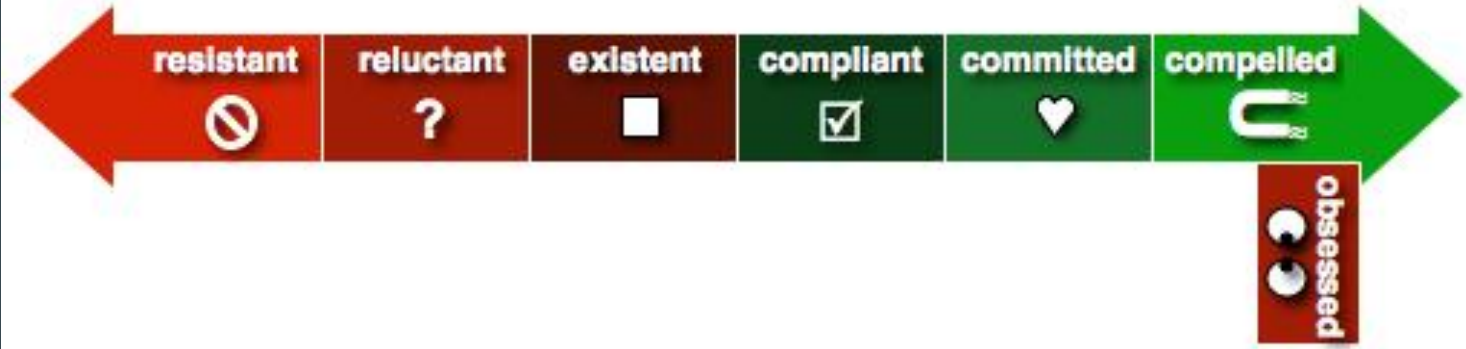 resistant reluctant existent compliant committed compelled
?
obsessed